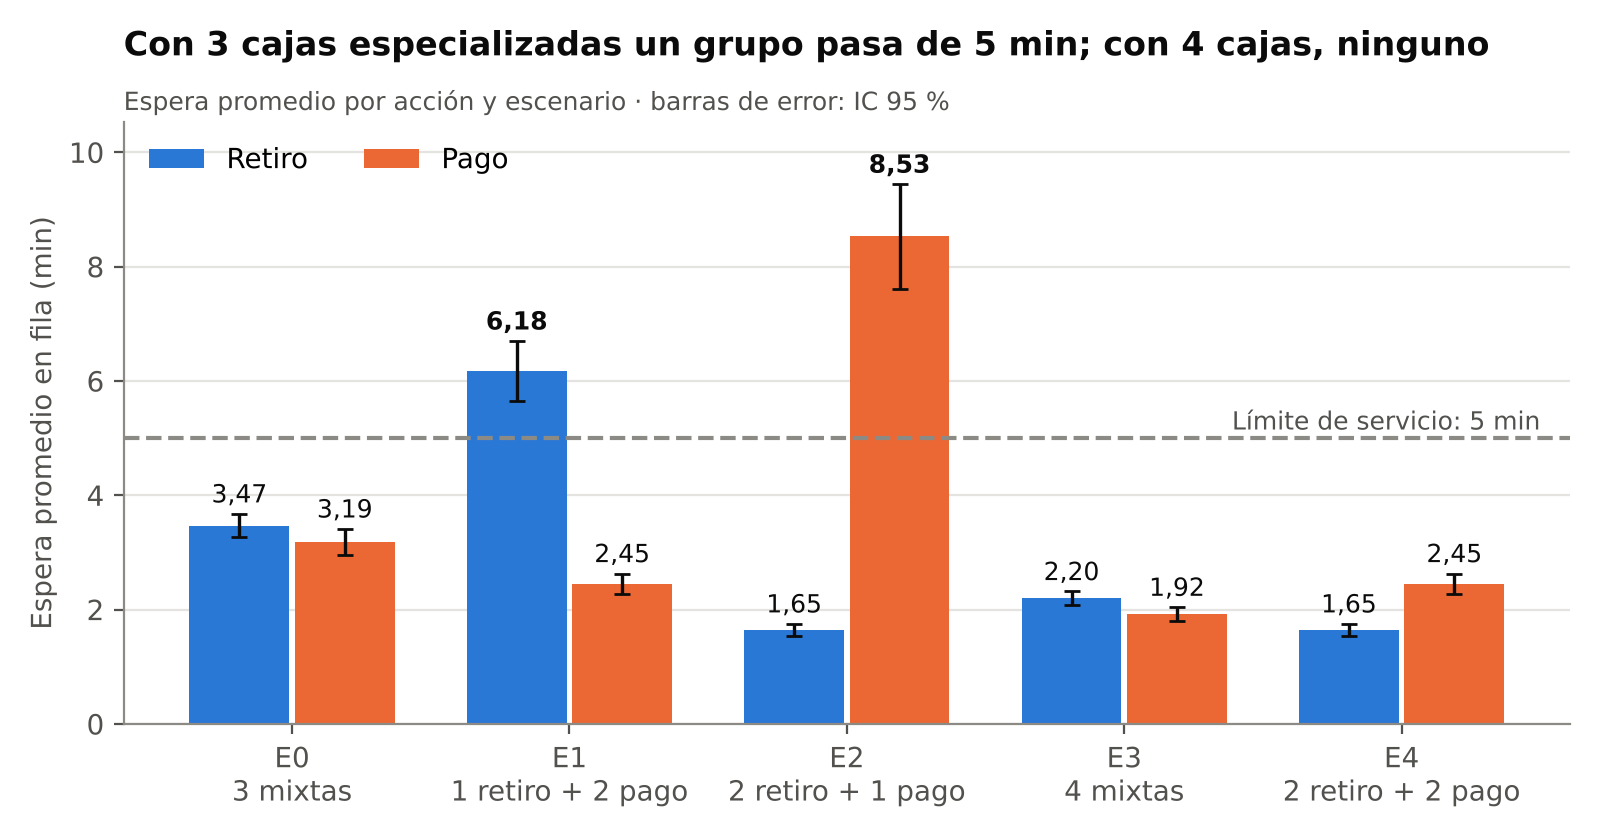 Con 3 cajas especializadas un grupo pasa de 5 min; con 4 cajas, ninguno
Espera promedio por acción y escenario · barras de error: IC 95 %
Espera promedio en fila (min)
10
8
6
4
2
0
Retiro
Pago
Límite de servicio: 5 min
3,47
3,19
6,18
2,45
1,65
8,53
2,20
1,92
1,65
2,45
E0
3 mixtas
E1
1 retiro + 2 pago
E2
2 retiro + 1 pago
E3
4 mixtas
E4
2 retiro + 2 pago